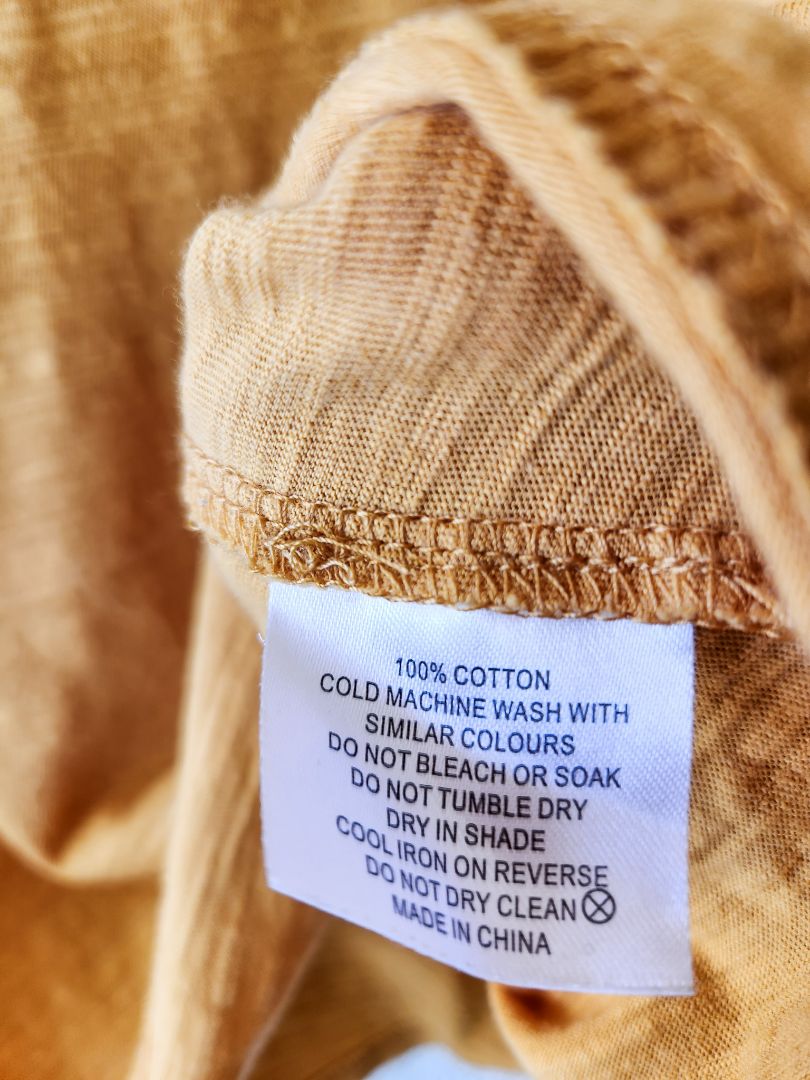 100% COTTON
COLD MACHINE WASH WITH
SIMILAR COLOURS
DO NOT BLEACH OR SOAK
DO NOT TUMBLE DRY
DRY IN SHADE
COOL IRON ON REVERSE
DO NOT DRY CLEAN
MADE IN CHINA